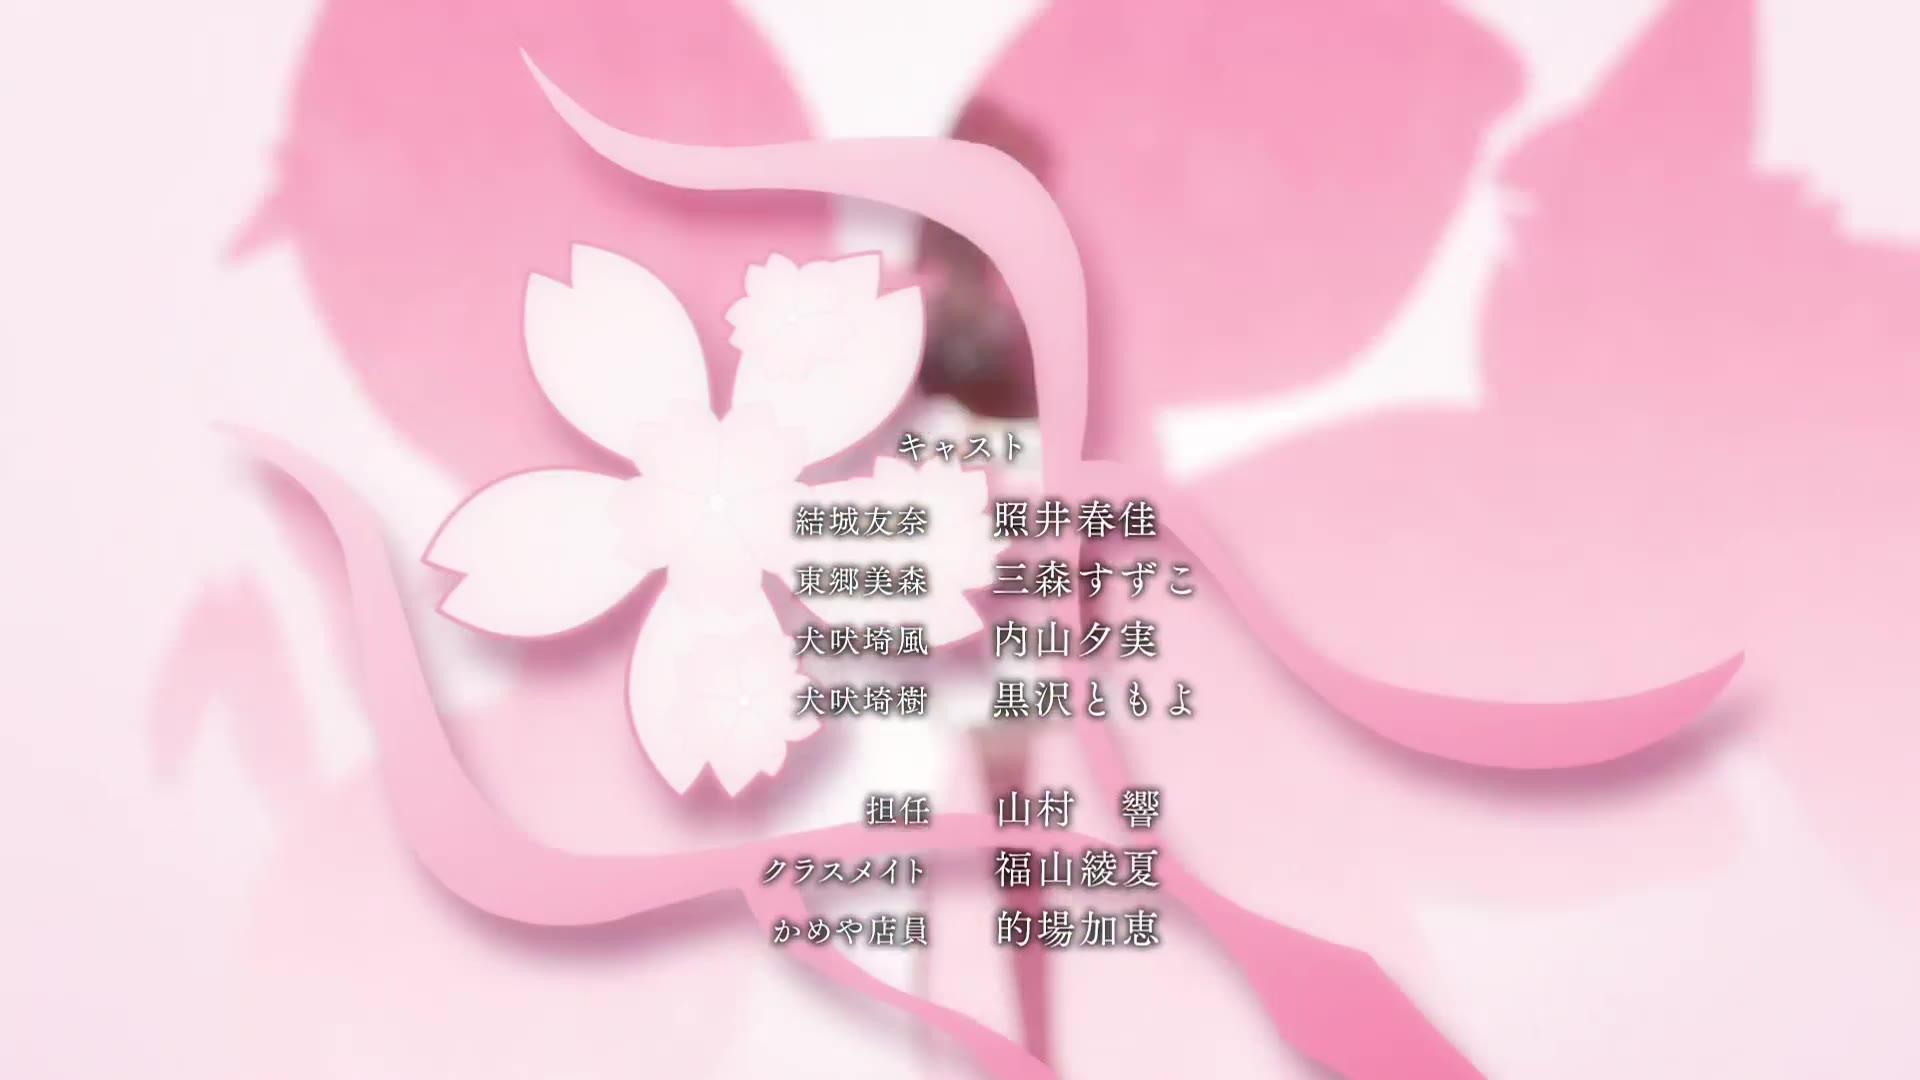 キャスト
結城友奈 照井春佳
東郷美森 三森すずこ
犬吠埼風 内山夕実
犬吠埼樹 黒沢ともよ
担任 山村　響
クラスメイト 福山綾夏
かめや店員 的場加恵